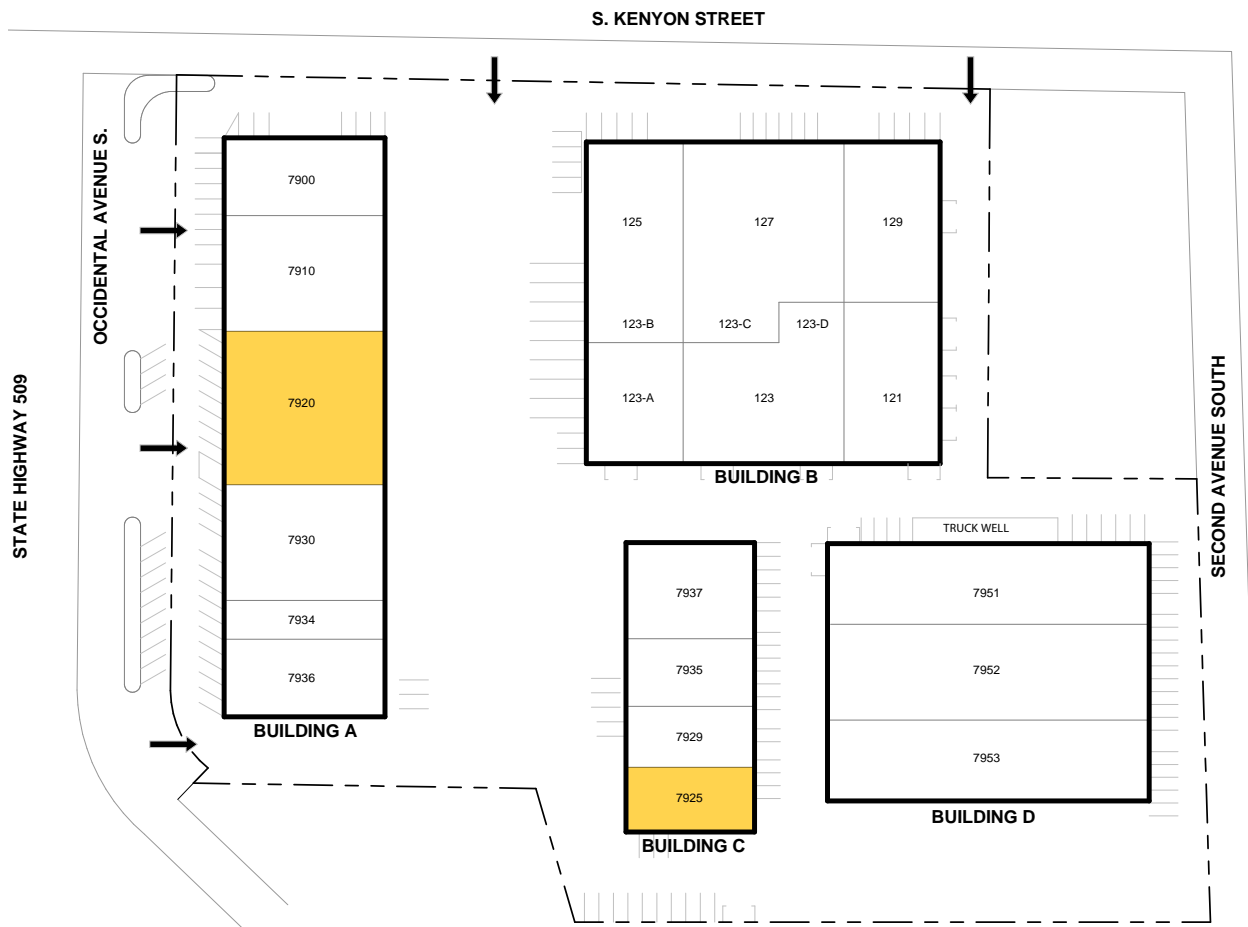 S. KENYON STREET
OCCIDENTAL AVENUE S.
STATE HIGHWAY 509
7900
7910
7920
7930
7934
7936
BUILDING A
125
127
129
123-B
123-C
123-D
123-A
123
121
BUILDING B
SECOND AVENUE SOUTH
7937
7935
7929
7925
BUILDING C
TRUCK WELL
7951
7952
7953
BUILDING D